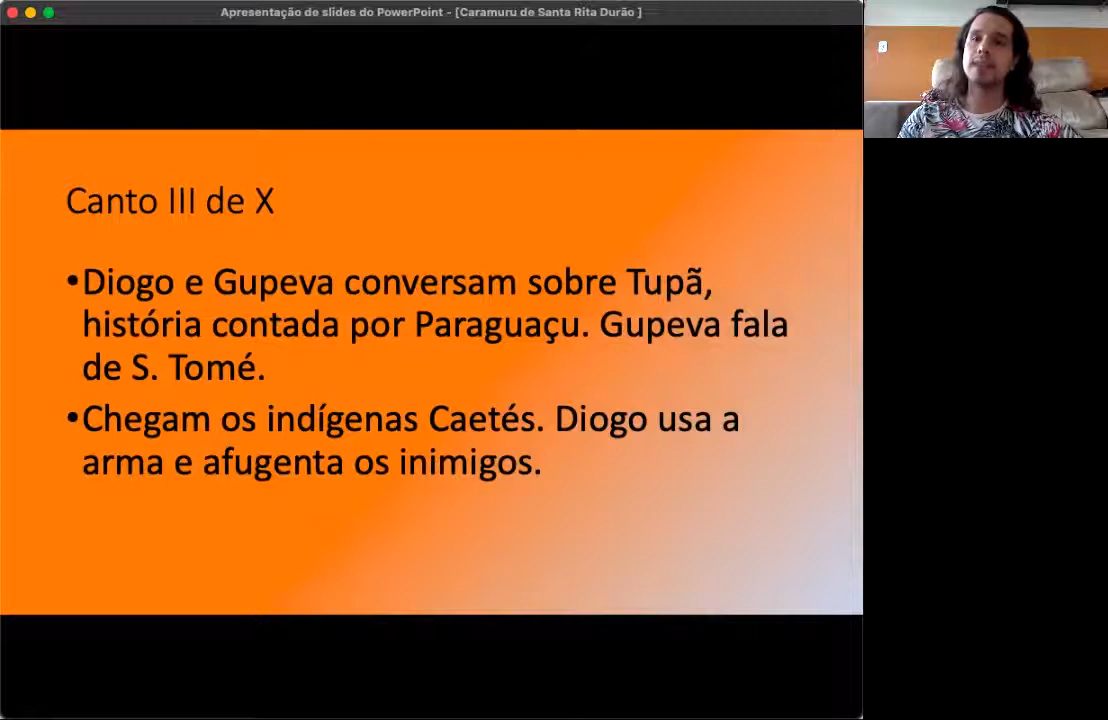 Apresentação de slides do PowerPoint - [Caramuru de Santa Rita Durão ]
Canto III de X
•Diogo e Gupeva conversam sobre Tupã,
história contada por Paraguaçu. Gupeva fala
de S. Tomé.
•Chegam os indígenas Caetés. Diogo usa a
arma e afugenta os inimigos.